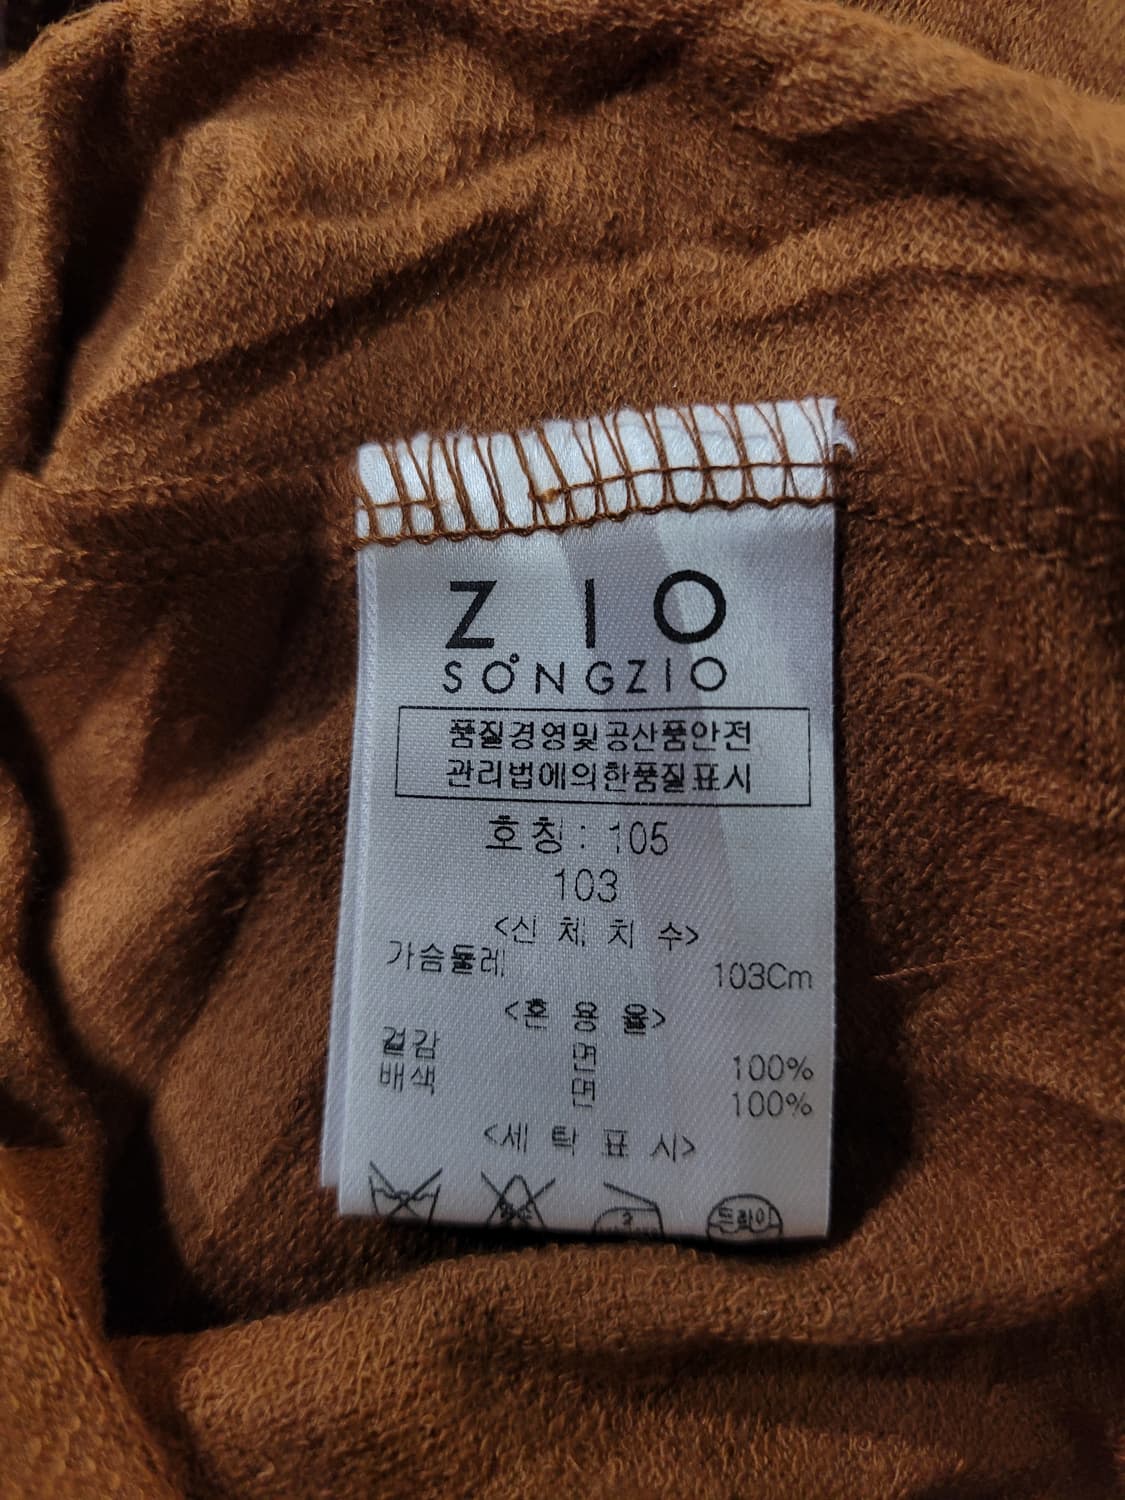 ZIO
SONGZIO
품질경영및공산품안전
관리법에의한품질표시
호칭: 105
103
<신체치수>
가슴둘레 103Cm
<혼용율>
겉감 면 100%
배색 면 100%
<세탁표시>
드라이